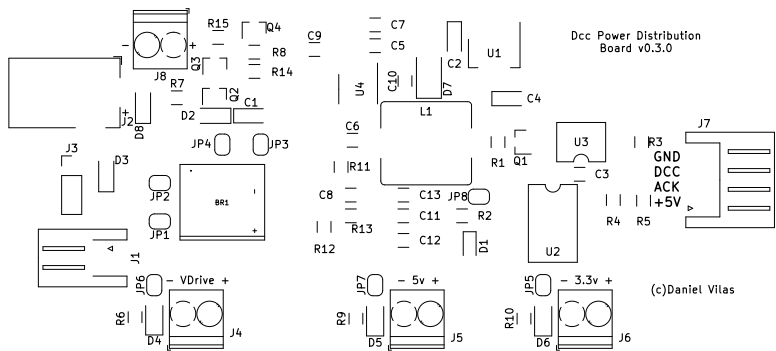 R15
Q4
C9
C7
C5
C2
U1
Dcc Power Distribution
Board v0.3.0
- +
J8
Q3
R8
R14
R7
U4
C10
D7
C4
J2
+
D8
D2
Q2
C1
L1
J3
D3
JP4
JP3
C6
R11
R1
Q1
U3
C3
R3
J7
GND
DCC
ACK
+5V
JP2
JP1
BR1
-
+
C8
R13
R12
C13
C11
C12
JP8
R2
D1
U2
R4
R5
J1
JP6
- VDrive +
JP7
- 5v +
JP5
- 3.3v +
(c)Daniel Vilas
R6
D4
J4
R9
D5
J5
R10
D6
J6